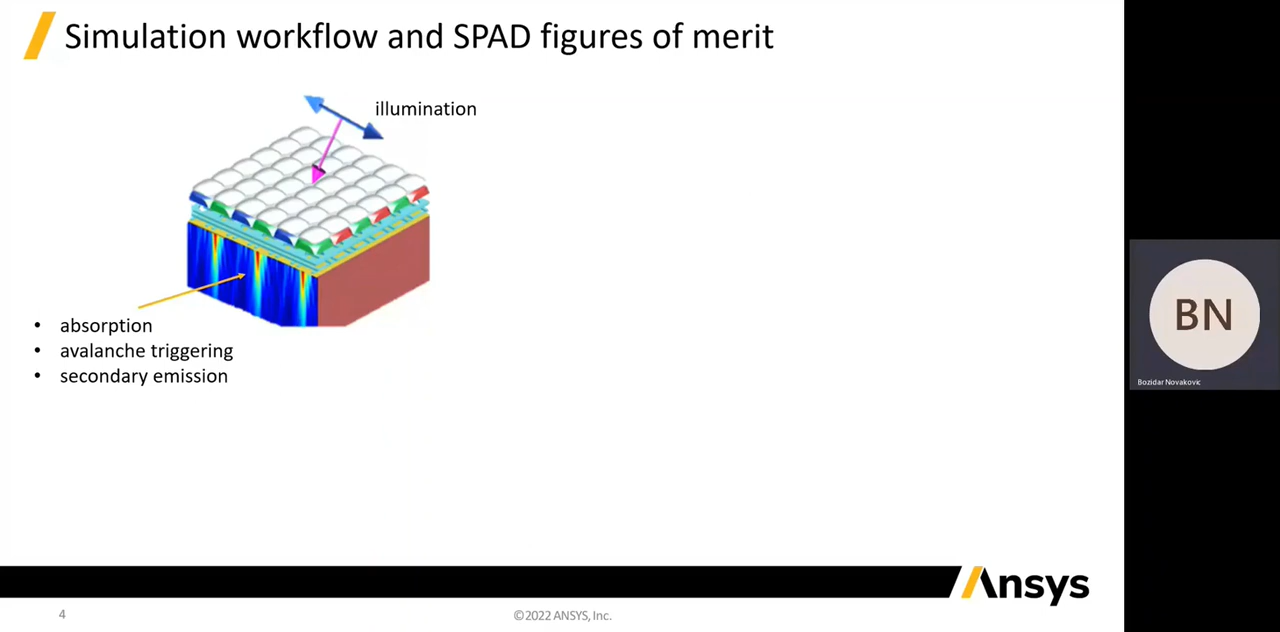 Simulation workflow and SPAD figures of merit
illumination
• absorption
• avalanche triggering
• secondary emission
BN
Bozidar Novakovic
Ansys
4
©2022 ANSYS, Inc.